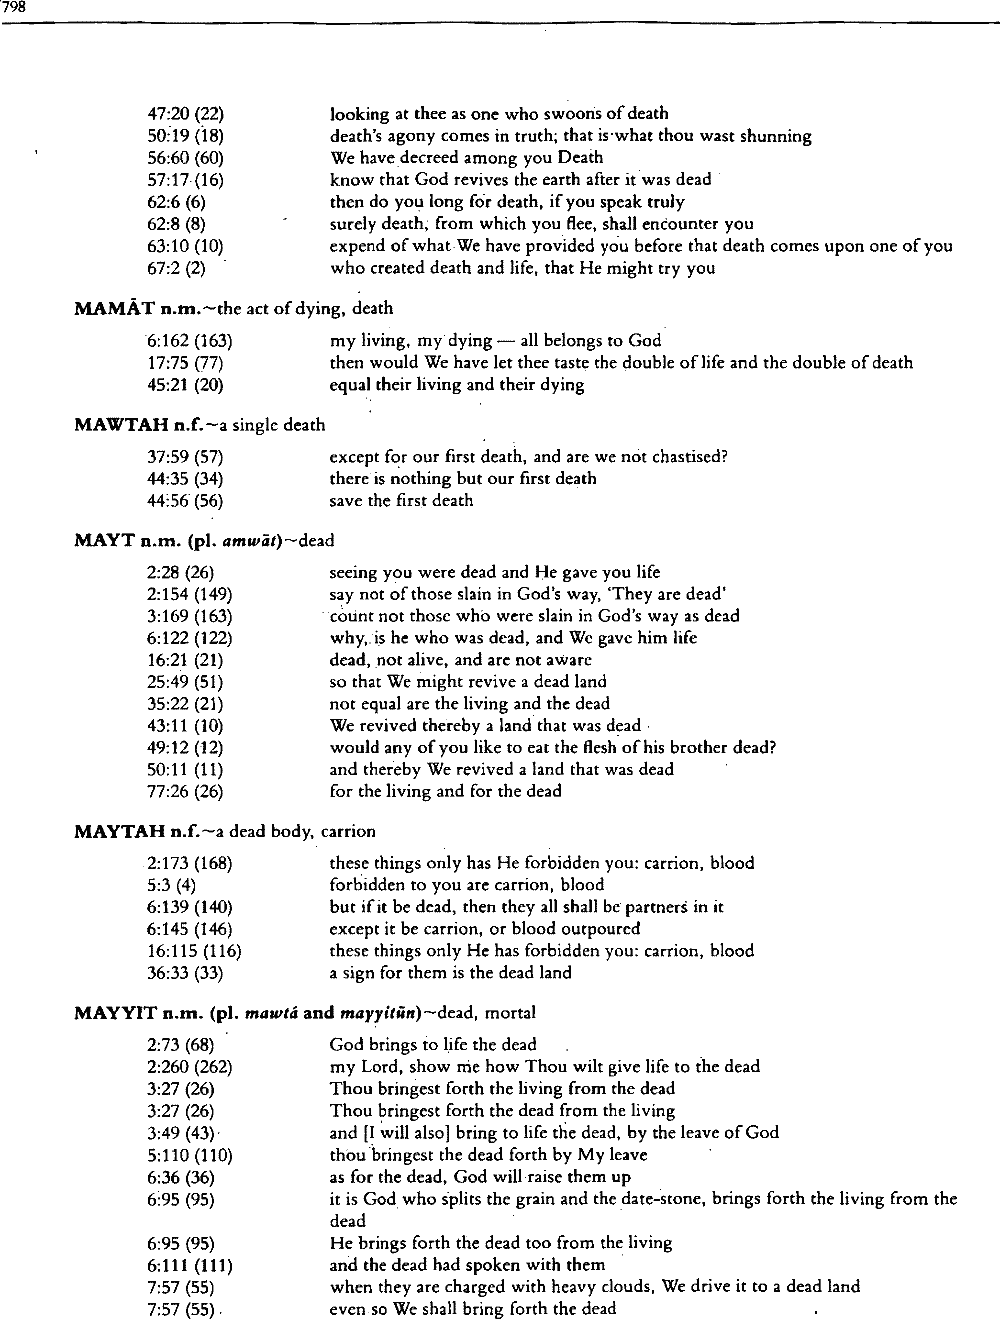 798
47:20 (22) looking at thee as one who swoons of death
50:19 (18) death's agony comes in truth; that is what thou wast shunning
56:60 (60) We have decreed among you Death
57:17 (16) know that God revives the earth after it was dead
62:6 (6) then do you long for death, if you speak truly
62:8 (8) surely death, from which you flee, shall encounter you
63:10 (10) expend of what We have provided you before that death comes upon one of you
67:2 (2) who created death and life, that He might try you
MAMĀT n.m.~the act of dying, death
6:162 (163) my living, my dying — all belongs to God
17:75 (77) then would We have let thee taste the double of life and the double of death
45:21 (20) equal their living and their dying
MAWTAH n.f.~a single death
37:59 (57) except for our first death, and are we not chastised?
44:35 (34) there is nothing but our first death
44:56 (56) save the first death
MAYT n.m. (pl. amwāt)~dead
2:28 (26) seeing you were dead and He gave you life
2:154 (149) say not of those slain in God's way, 'They are dead'
3:169 (163) count not those who were slain in God's way as dead
6:122 (122) why, is he who was dead, and We gave him life
16:21 (21) dead, not alive, and are not aware
25:49 (51) so that We might revive a dead land
35:22 (21) not equal are the living and the dead
43:11 (10) We revived thereby a land that was dead
49:12 (12) would any of you like to eat the flesh of his brother dead?
50:11 (11) and thereby We revived a land that was dead
77:26 (26) for the living and for the dead
MAYTAH n.f.~a dead body, carrion
2:173 (168) these things only has He forbidden you: carrion, blood
5:3 (4) forbidden to you are carrion, blood
6:139 (140) but if it be dead, then they all shall be partners in it
6:145 (146) except it be carrion, or blood outpoured
16:115 (116) these things only He has forbidden you: carrion, blood
36:33 (33) a sign for them is the dead land
MAYYIT n.m. (pl. mawtá and mayyitūn)~dead, mortal
2:73 (68) God brings to life the dead
2:260 (262) my Lord, show me how Thou wilt give life to the dead
3:27 (26) Thou bringest forth the living from the dead
3:27 (26) Thou bringest forth the dead from the living
3:49 (43) and [I will also] bring to life the dead, by the leave of God
5:110 (110) thou bringest the dead forth by My leave
6:36 (36) as for the dead, God will raise them up
6:95 (95) it is God who splits the grain and the date-stone, brings forth the living from the
dead
6:95 (95) He brings forth the dead too from the living
6:111 (111) and the dead had spoken with them
7:57 (55) when they are charged with heavy clouds, We drive it to a dead land
7:57 (55) even so We shall bring forth the dead